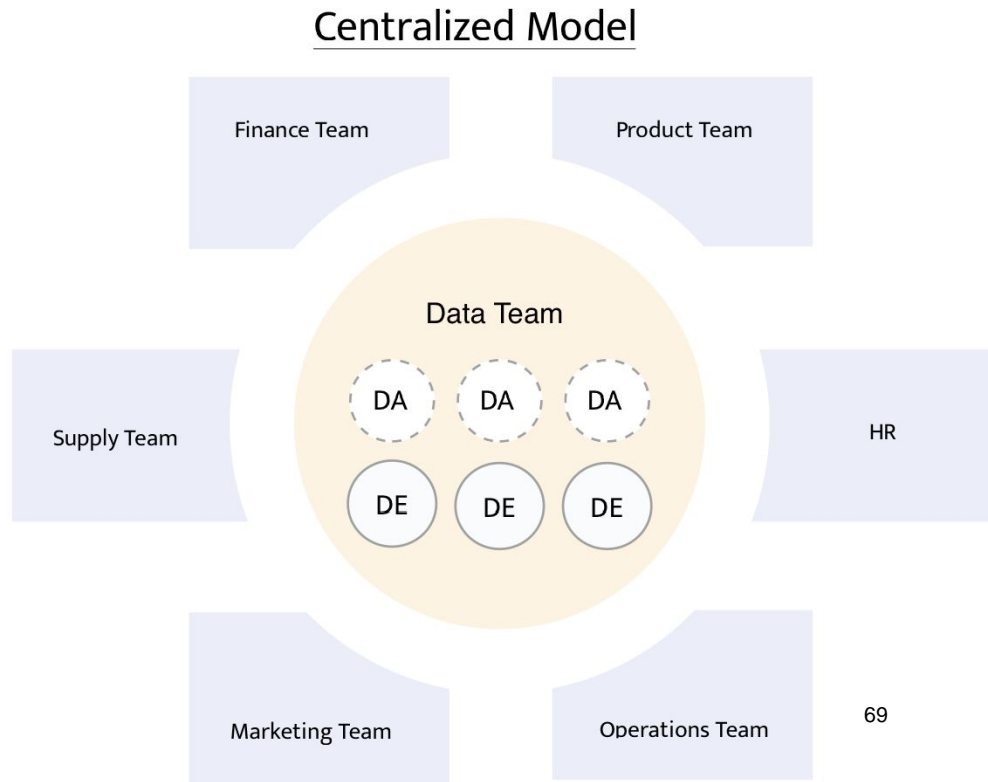 Centralized Model
Finance Team
Product Team
Data Team
DA DA DA
Supply Team
HR
DE DE DE
Marketing Team
Operations Team
69